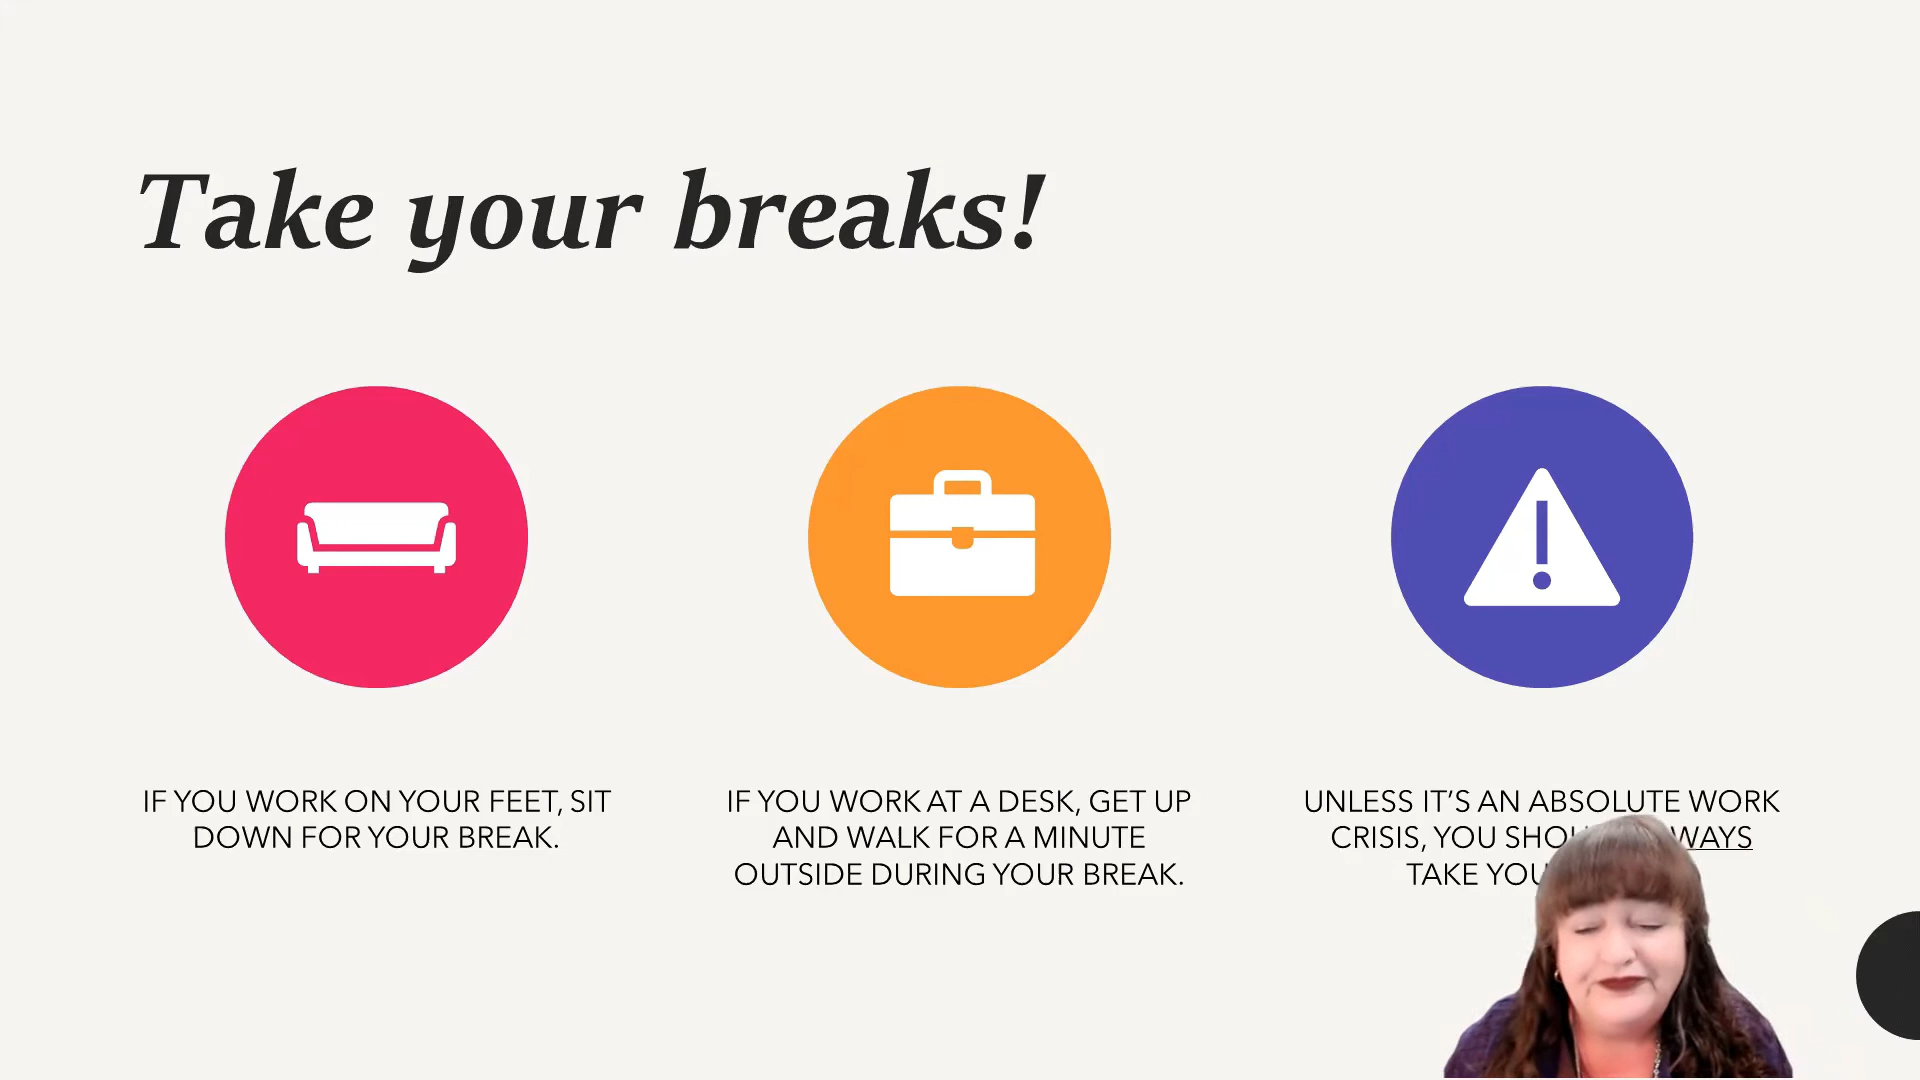 Take your breaks!
IF YOU WORK ON YOUR FEET, SIT
DOWN FOR YOUR BREAK.
IF YOU WORK AT A DESK, GET UP
AND WALK FOR A MINUTE
OUTSIDE DURING YOUR BREAK.
UNLESS IT'S AN ABSOLUTE WORK
CRISIS, YOU
TAKE